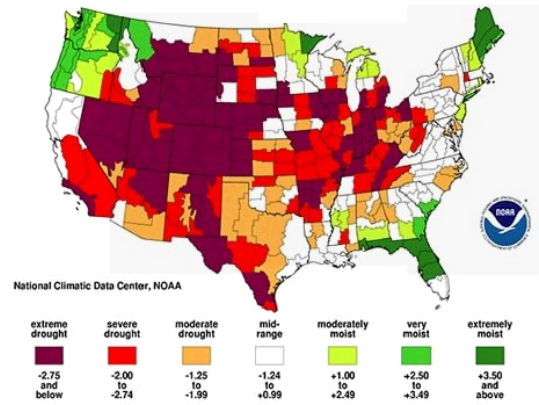 NOAA
National Climatic Data Center, NOAA
extreme drought
severe drought
moderate drought
mid-range
moderately moist
very moist
extremely moist
-2.75 and below
-2.00 to -2.74
-1.25 to -1.99
-1.24 to +0.99
+1.00 to +2.49
+2.50 to +3.49
+3.50 and above